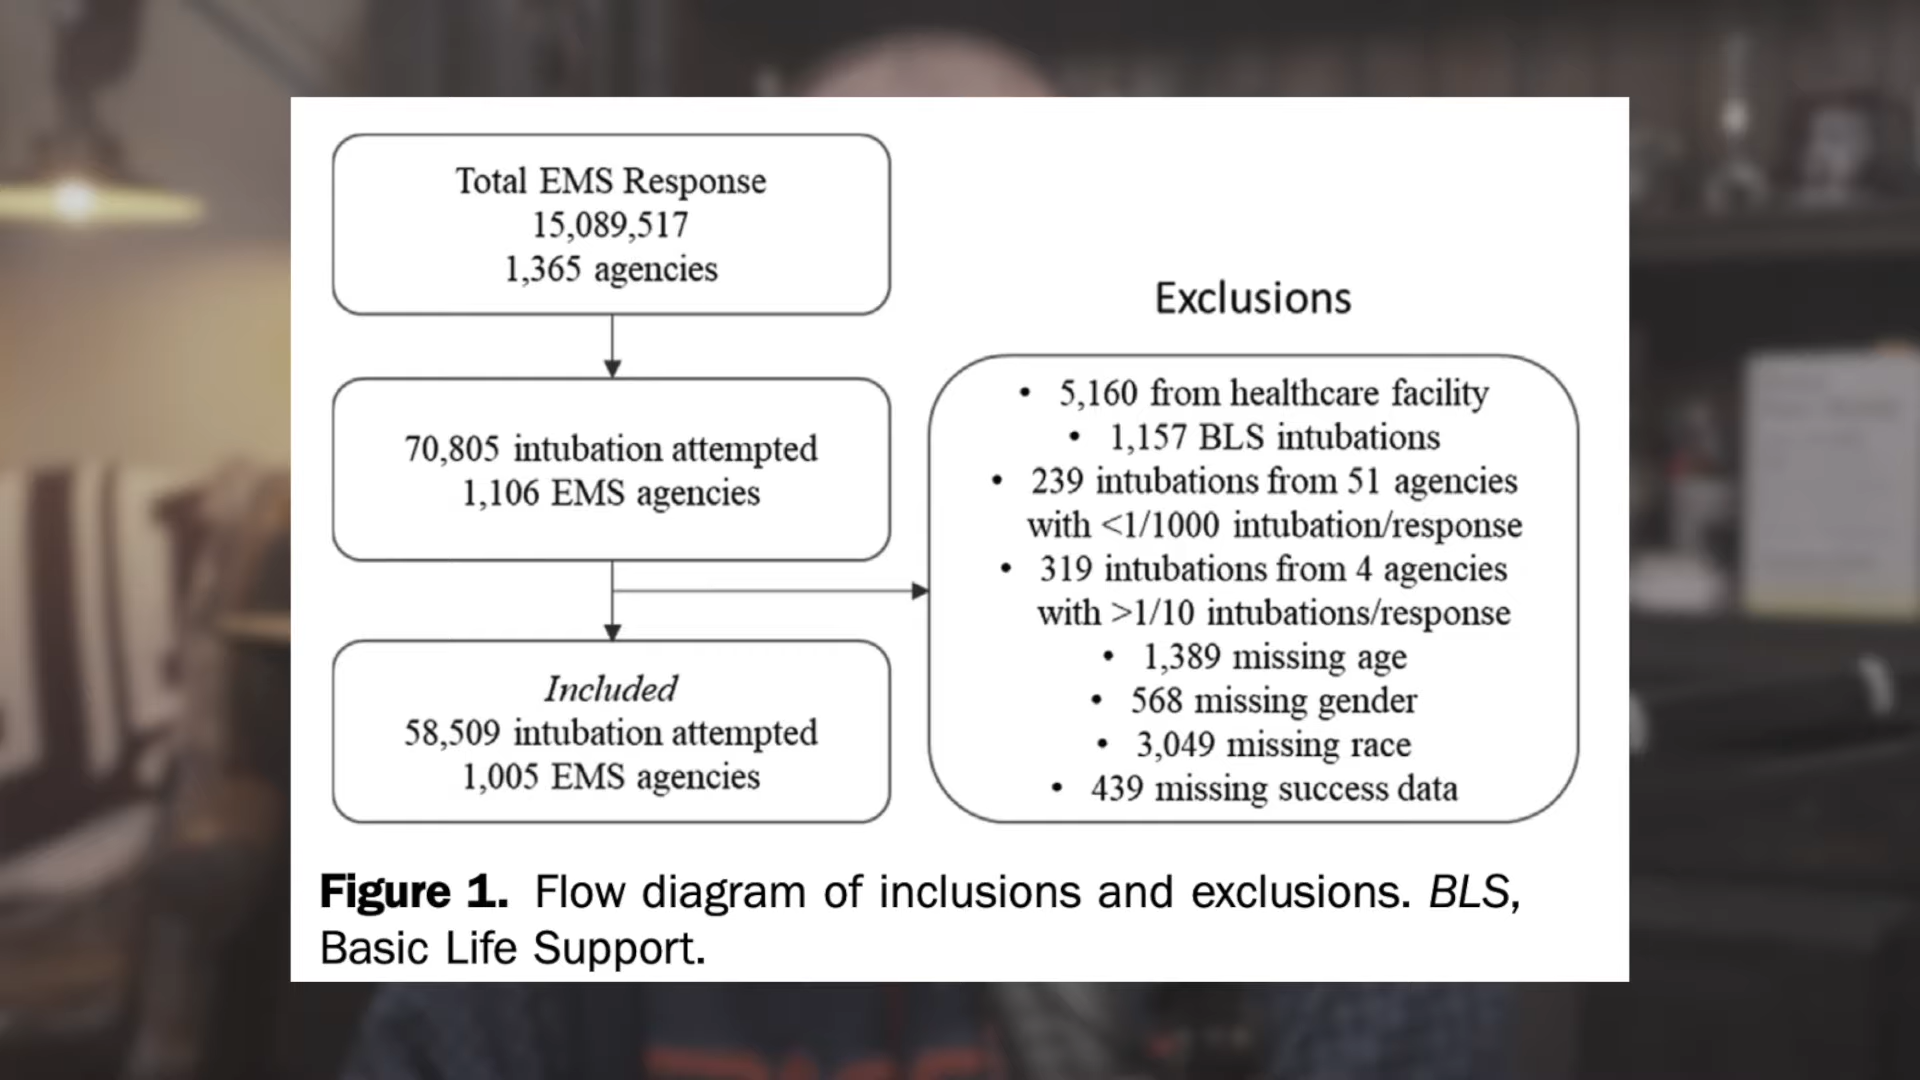 Total EMS Response
15,089,517
1,365 agencies
70,805 intubation attempted
1,106 EMS agencies
Included
58,509 intubation attempted
1,005 EMS agencies
Exclusions
• 5,160 from healthcare facility
• 1,157 BLS intubations
• 239 intubations from 51 agencies
with <1/1000 intubation/response
• 319 intubations from 4 agencies
with >1/10 intubations/response
• 1,389 missing age
• 568 missing gender
• 3,049 missing race
• 439 missing success data
Figure 1. Flow diagram of inclusions and exclusions. BLS,
Basic Life Support.